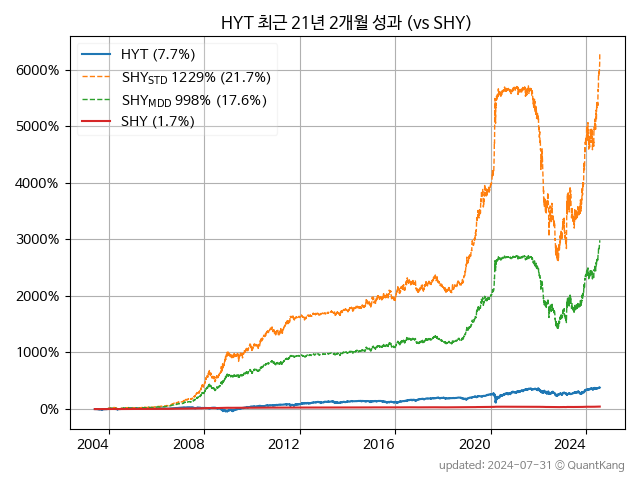 HYT 최근 21년 2개월 성과 (vs SHY)
HYT (7.7%)
SHY_STD 1229% (21.7%)
SHY_MDD 998% (17.6%)
SHY (1.7%)
6000%
5000%
4000%
3000%
2000%
1000%
0%
2004 2008 2012 2016 2020 2024
updated: 2024-07-31 © QuantKang